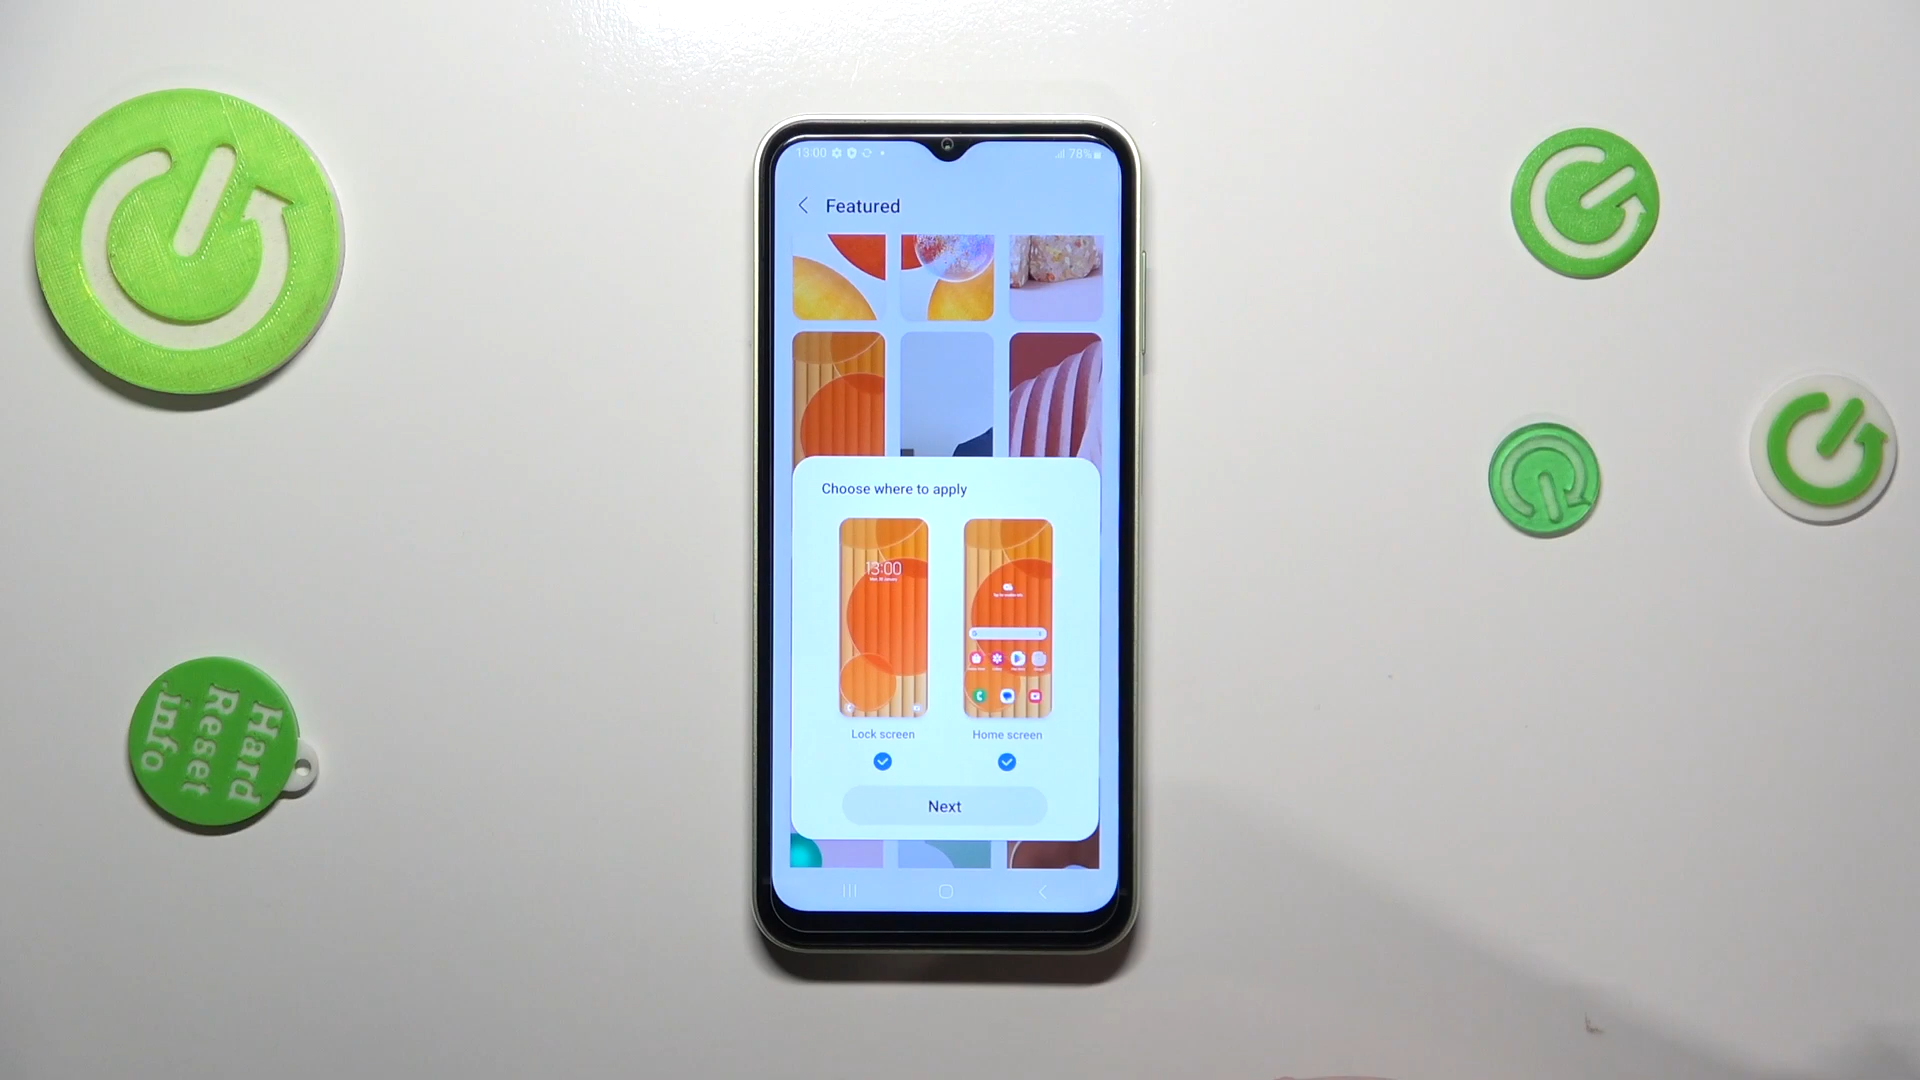 13:00
78%
Featured
Choose where to apply
13:00
Lock screen
Home screen
Next
Hard
Reset
.info